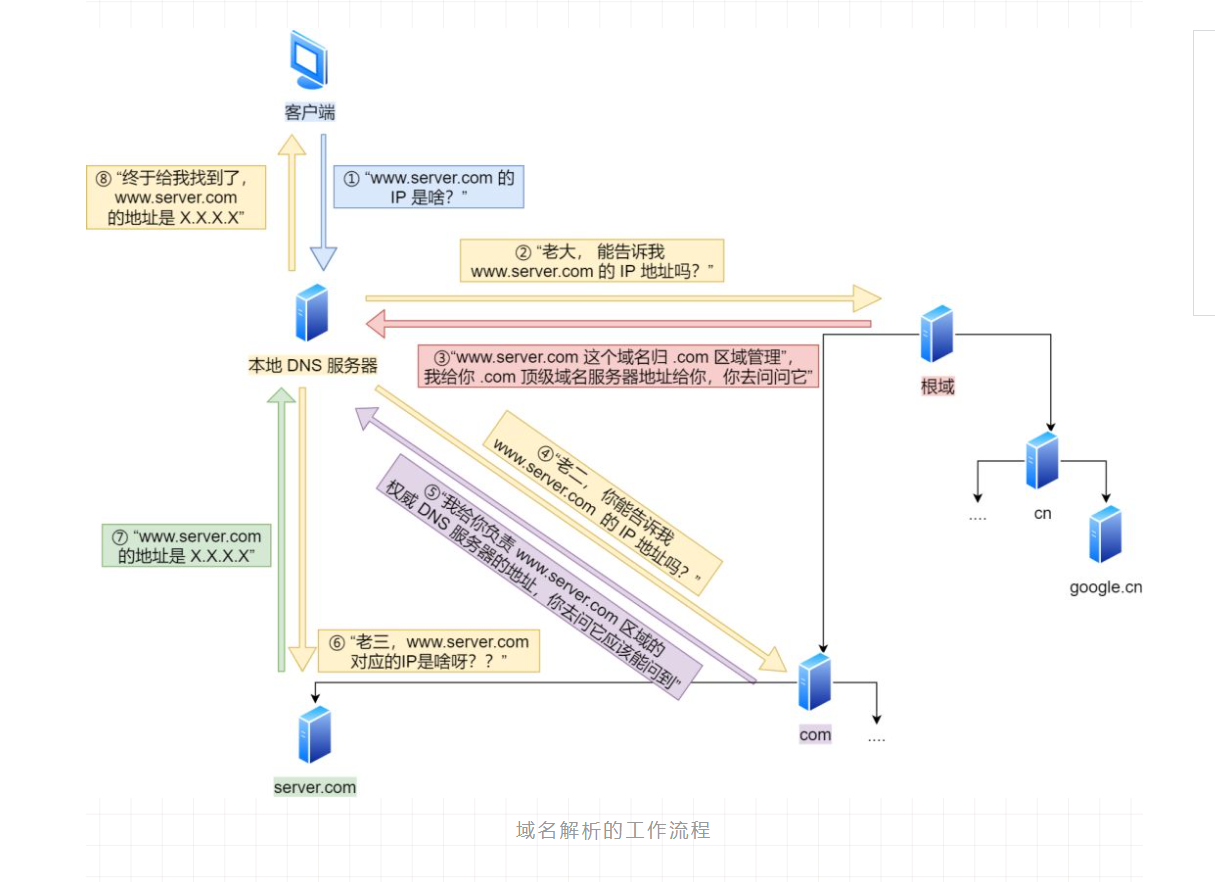 客户端
⑧ “终于给我找到了，
www.server.com
的地址是 X.X.X.X”
① “www.server.com 的
IP 是啥？”
② “老大， 能告诉我
www.server.com 的 IP 地址吗？”
本地 DNS 服务器
③“www.server.com 这个域名归 .com 区域管理”，
我给你 .com 顶级域名服务器地址给你，你去问问它”
根域
④“老二， 你能告诉我
www.server.com 的 IP 地址吗？”
⑤“我给你负责 www.server.com 区域的
权威 DNS 服务器的地址，你去问它应该能问到”
....
cn
google.cn
⑦ “www.server.com
的地址是 X.X.X.X”
⑥ “老三，www.server.com
对应的IP是啥呀？？”
com
....
server.com
域名解析的工作流程